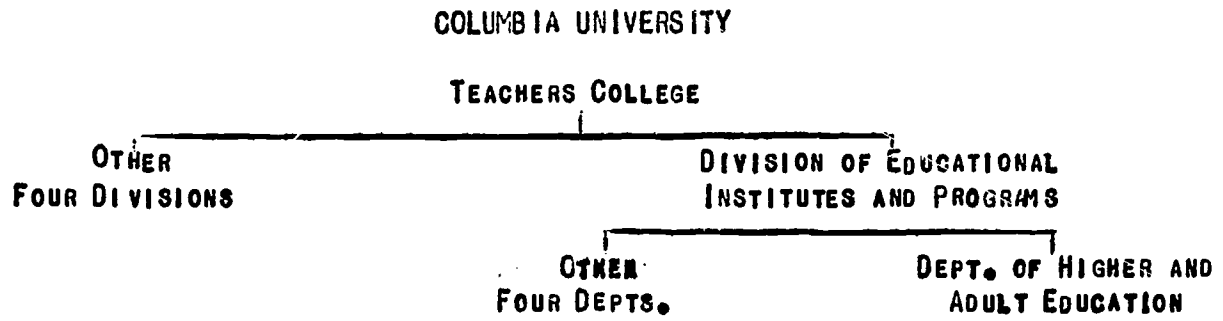 COLUMBIA UNIVERSITY
TEACHERS COLLEGE
OTHER
FOUR DIVISIONS
DIVISION OF EDUCATIONAL
INSTITUTES AND PROGRAMS
OTHER
FOUR DEPTS.
DEPT. OF HIGHER AND
ADULT EDUCATION